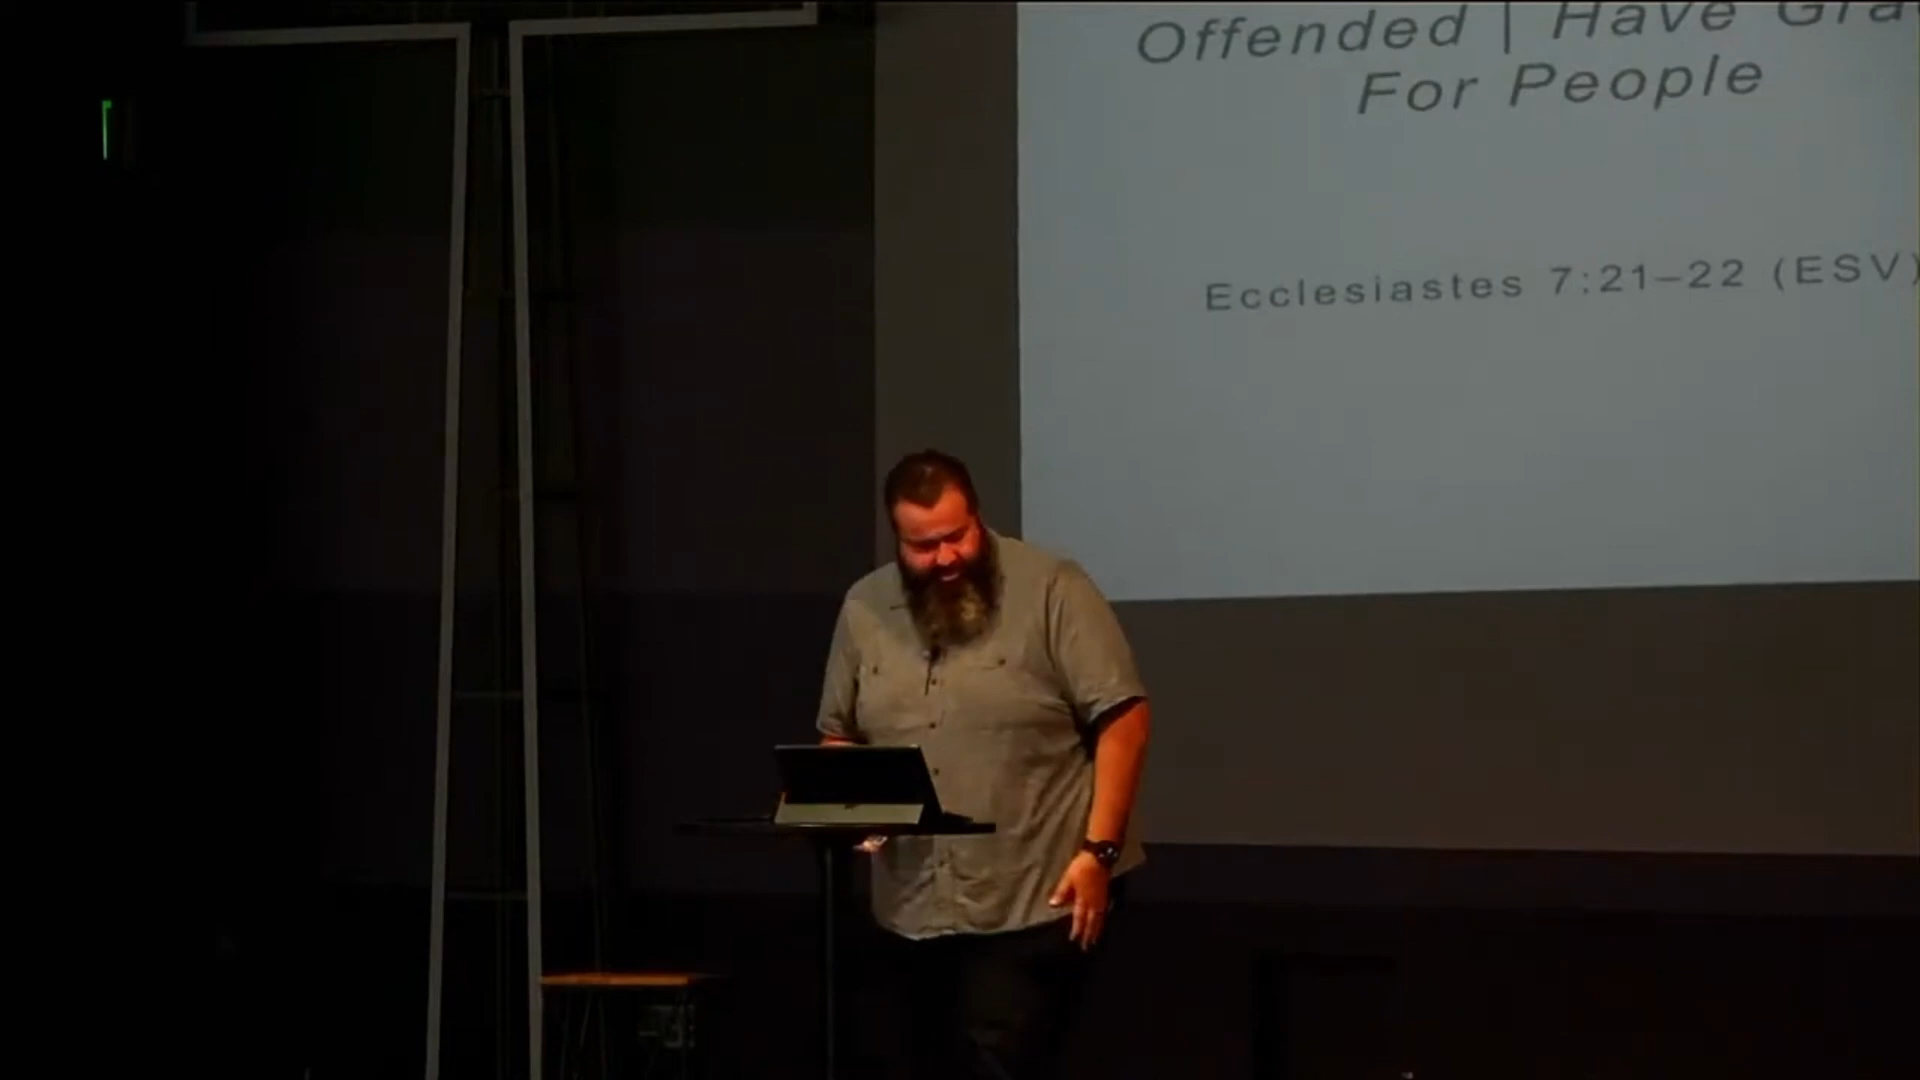 Offended | Have
For People
Ecclesiastes 7:21–22 (ESV)